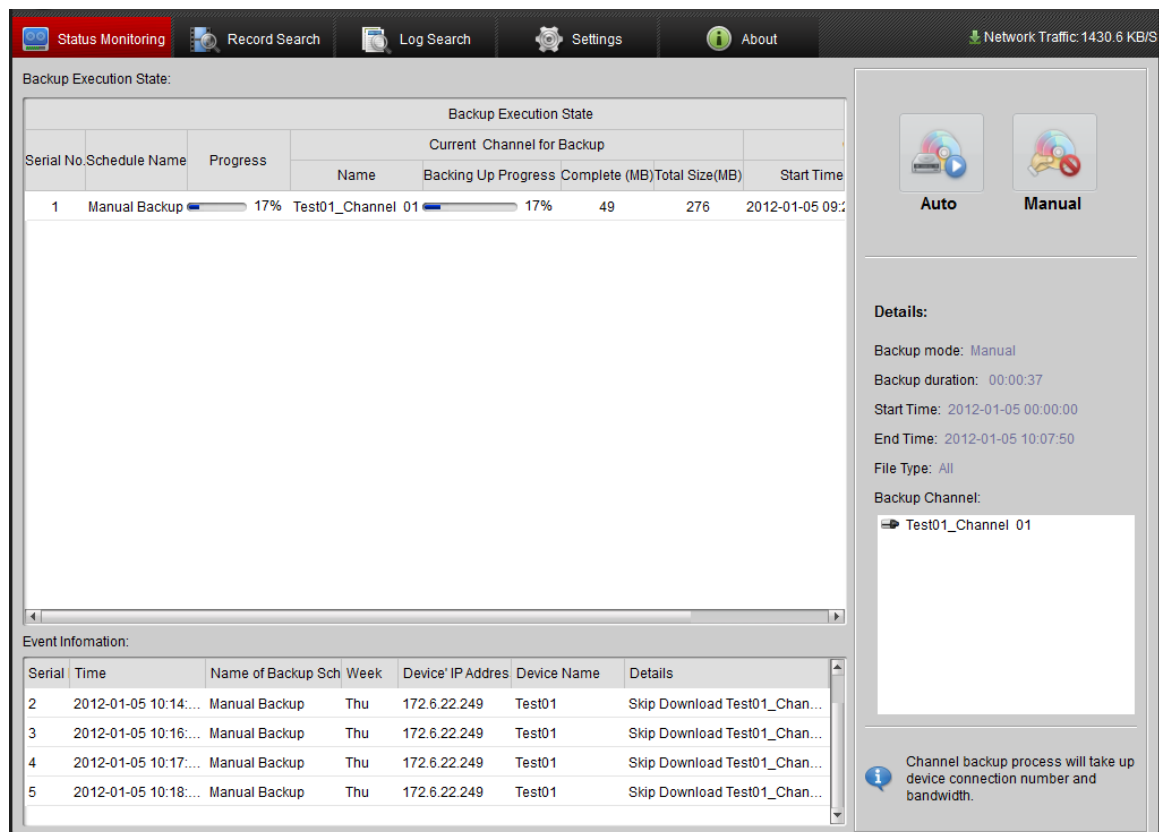 Status Monitoring Record Search Log Search Settings About Network Traffic: 1430.6 KB/S
Backup Execution State:
Backup Execution State
Serial No. Schedule Name Progress Current Channel for Backup
Name Backing Up Progress Complete (MB) Total Size(MB) Start Time
1 Manual Backup 17% Test01_Channel 01 17% 49 276 2012-01-05 09:2
Event Infomation:
Serial Time Name of Backup Sch Week Device' IP Addres Device Name Details
2 2012-01-05 10:14:... Manual Backup Thu 172.6.22.249 Test01 Skip Download Test01_Chan...
3 2012-01-05 10:16:... Manual Backup Thu 172.6.22.249 Test01 Skip Download Test01_Chan...
4 2012-01-05 10:17:... Manual Backup Thu 172.6.22.249 Test01 Skip Download Test01_Chan...
5 2012-01-05 10:18:... Manual Backup Thu 172.6.22.249 Test01 Skip Download Test01_Chan...
Auto Manual
Details:
Backup mode: Manual
Backup duration: 00:00:37
Start Time: 2012-01-05 00:00:00
End Time: 2012-01-05 10:07:50
File Type: All
Backup Channel:
Test01_Channel 01
Channel backup process will take up
device connection number and
bandwidth.